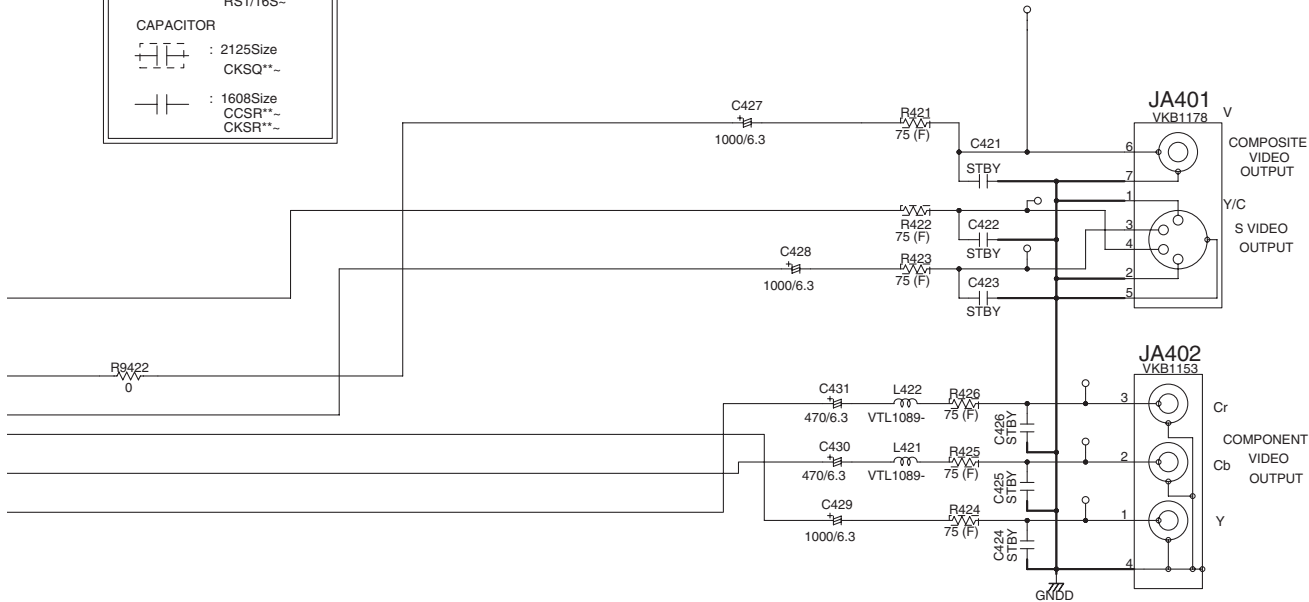 RS1/16S~
CAPACITOR
: 2125Size
CKSQ**~
: 1608Size
CCSR**~
CKSR**~
C427
+
1000/6.3
R421
75 (F)
C421
STBY
JA401
VKB1178
V
6
7
COMPOSITE
VIDEO
OUTPUT
1
Y/C
R422
75 (F)
C422
STBY
3
4
S VIDEO
OUTPUT
C428
+
1000/6.3
R423
75 (F)
C423
STBY
2
5
R9422
0
JA402
VKB1153
C431
+
470/6.3
L422
VTL1089-
R426
75 (F)
C426
STBY
3
Cr
COMPONENT
VIDEO
OUTPUT
C430
+
470/6.3
L421
VTL1089-
R425
75 (F)
C425
STBY
2
Cb
C429
+
1000/6.3
R424
75 (F)
C424
STBY
1
Y
4
GNDD